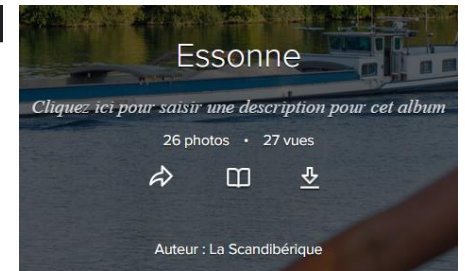 Essonne
Cliquez ici pour saisir une description pour cet album
26 photos • 27 vues
Auteur : La Scandibérique